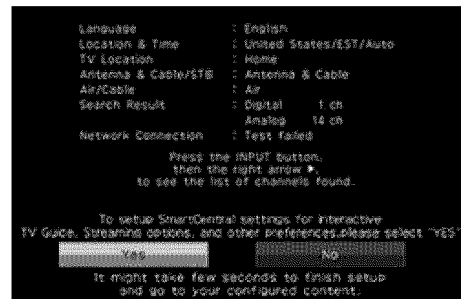 Language : English
Location & Time : United States/EST/Auto
TV Location : Home
Antenna & Cable/STB : Antenna & Cable
Air/Cable : Air
Search Result : Digital 1 ch
Analog 14 ch
Network Connection : Test failed
Press the INPUT button,
then the right arrow ►,
to see the list of channels found.
To setup SmartCentral settings for interactive
TV Guide, Streaming options, and other preferences,please select "YES"
Yes No
It might take few seconds to finish setup
and go to your configured content.